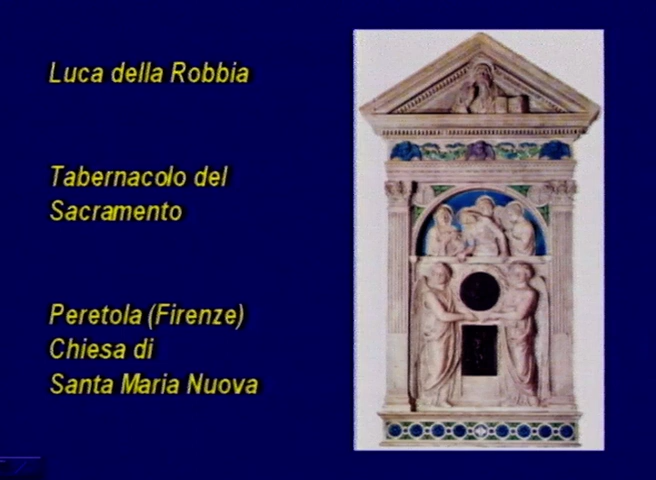 Luca della Robbia
Tabernacolo del
Sacramento
Peretola (Firenze)
Chiesa di
Santa Maria Nuova